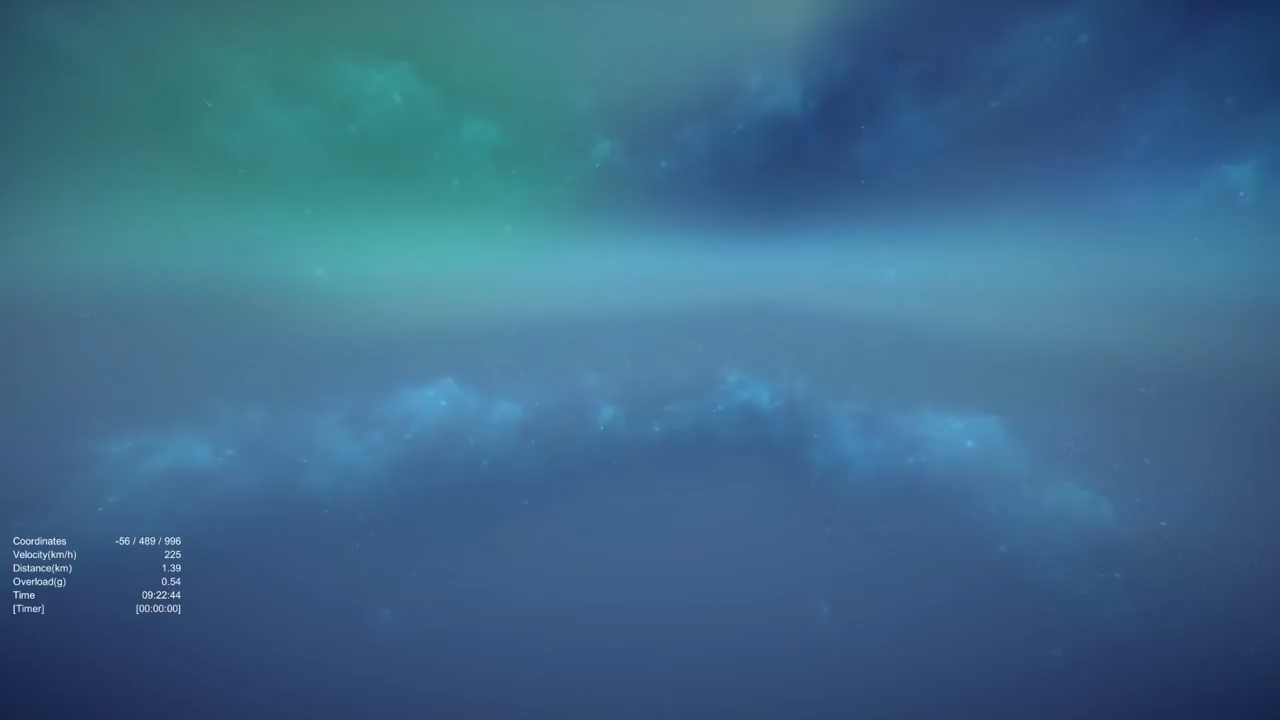 Coordinates -56 / 489 / 996
Velocity(km/h) 225
Distance(km) 1.39
Overload(g) 0.54
Time 09:22:44
[Timer] [00:00:00]